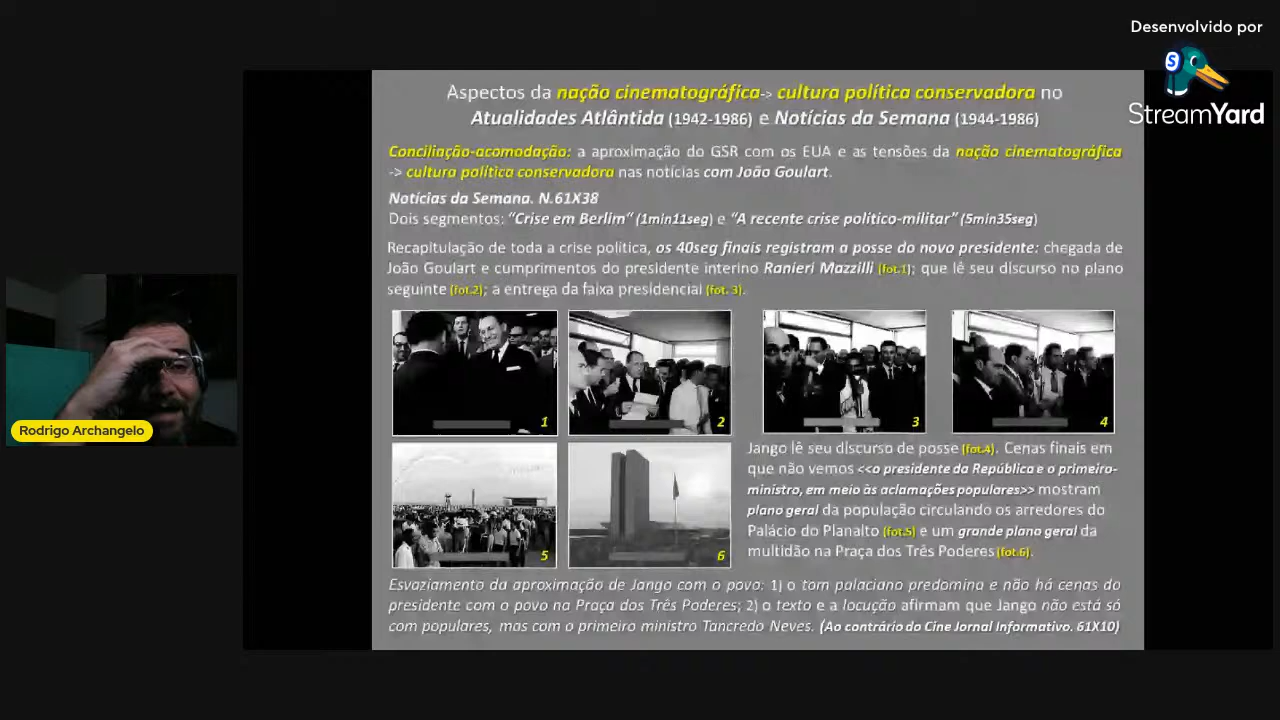 Desenvolvido por
StreamYard
Aspectos da nação cinematográfica-> cultura política conservadora no
Atualidades Atlântida (1942-1986) e Notícias da Semana (1944-1986)
Conciliação-acomodação: a aproximação do GSR com os EUA e as tensões da nação cinematográfica
-> cultura política conservadora nas notícias com João Goulart.
Notícias da Semana. N.61X38
Dois segmentos: “Crise em Berlim” (1min11seg) e “A recente crise político-militar” (5min35seg)
Recapitulação de toda a crise política, os 40seg finais registram a posse do novo presidente: chegada de
João Goulart e cumprimentos do presidente interino Ranieri Mazzilli (fot.1); que lê seu discurso no plano
seguinte (fot.2); a entrega da faixa presidencial (fot. 3).
1
2
3
4
5
6
Jango lê seu discurso de posse (fot.4). Cenas finais em
que não vemos <<o presidente da República e o primeiro-
ministro, em meio às aclamações populares>> mostram
plano geral da população circulando os arredores do
Palácio do Planalto (fot.5) e um grande plano geral da
multidão na Praça dos Três Poderes (fot.6).
Esvaziamento da aproximação de Jango com o povo: 1) o tom palaciano predomina e não há cenas do
presidente com o povo na Praça dos Três Poderes; 2) o texto e a locução afirmam que Jango não está só
com populares, mas com o primeiro ministro Tancredo Neves. (Ao contrário do Cine Jornal Informativo. 61X10)
Rodrigo Archangelo